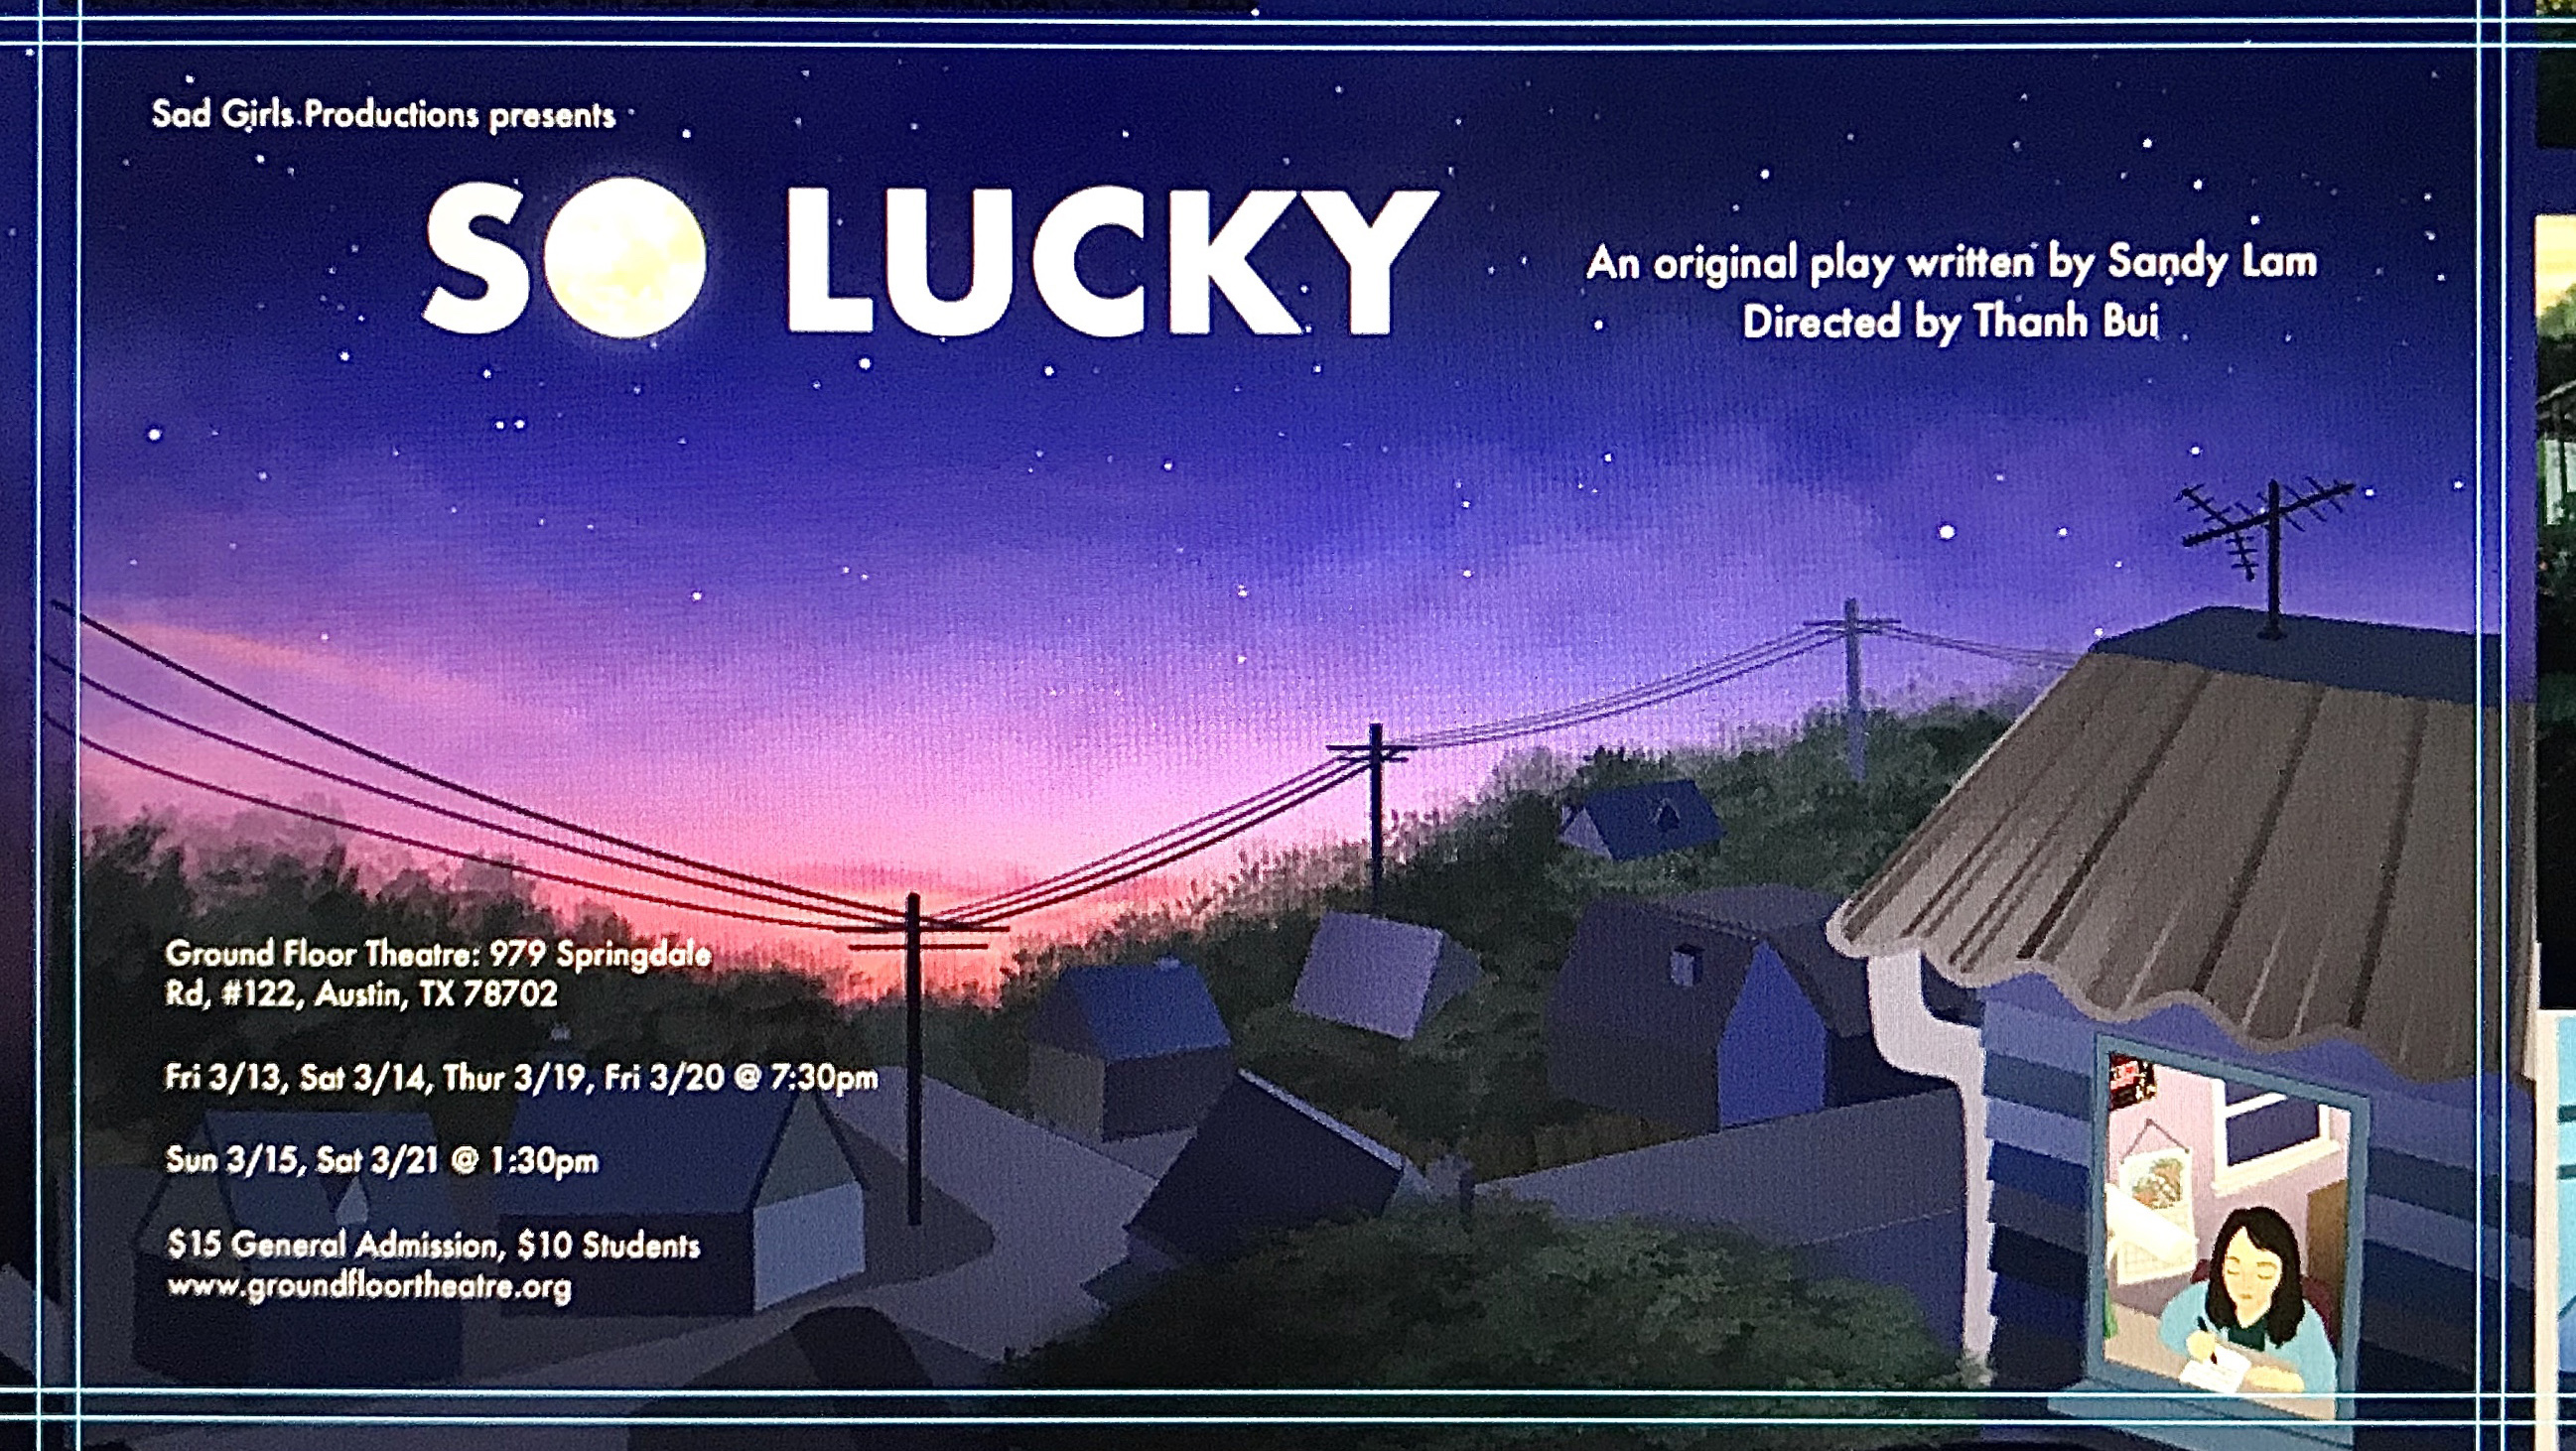 Sad Girls Productions presents
SO LUCKY
An original play written by Sandy Lam
Directed by Thanh Bui
Ground Floor Theatre: 979 Springdale
Rd, #122, Austin, TX 78702
Fri 3/13, Sat 3/14, Thur 3/19, Fri 3/20 @ 7:30pm
Sun 3/15, Sat 3/21 @ 1:30pm
$15 General Admission, $10 Students
www.groundfloortheatre.org